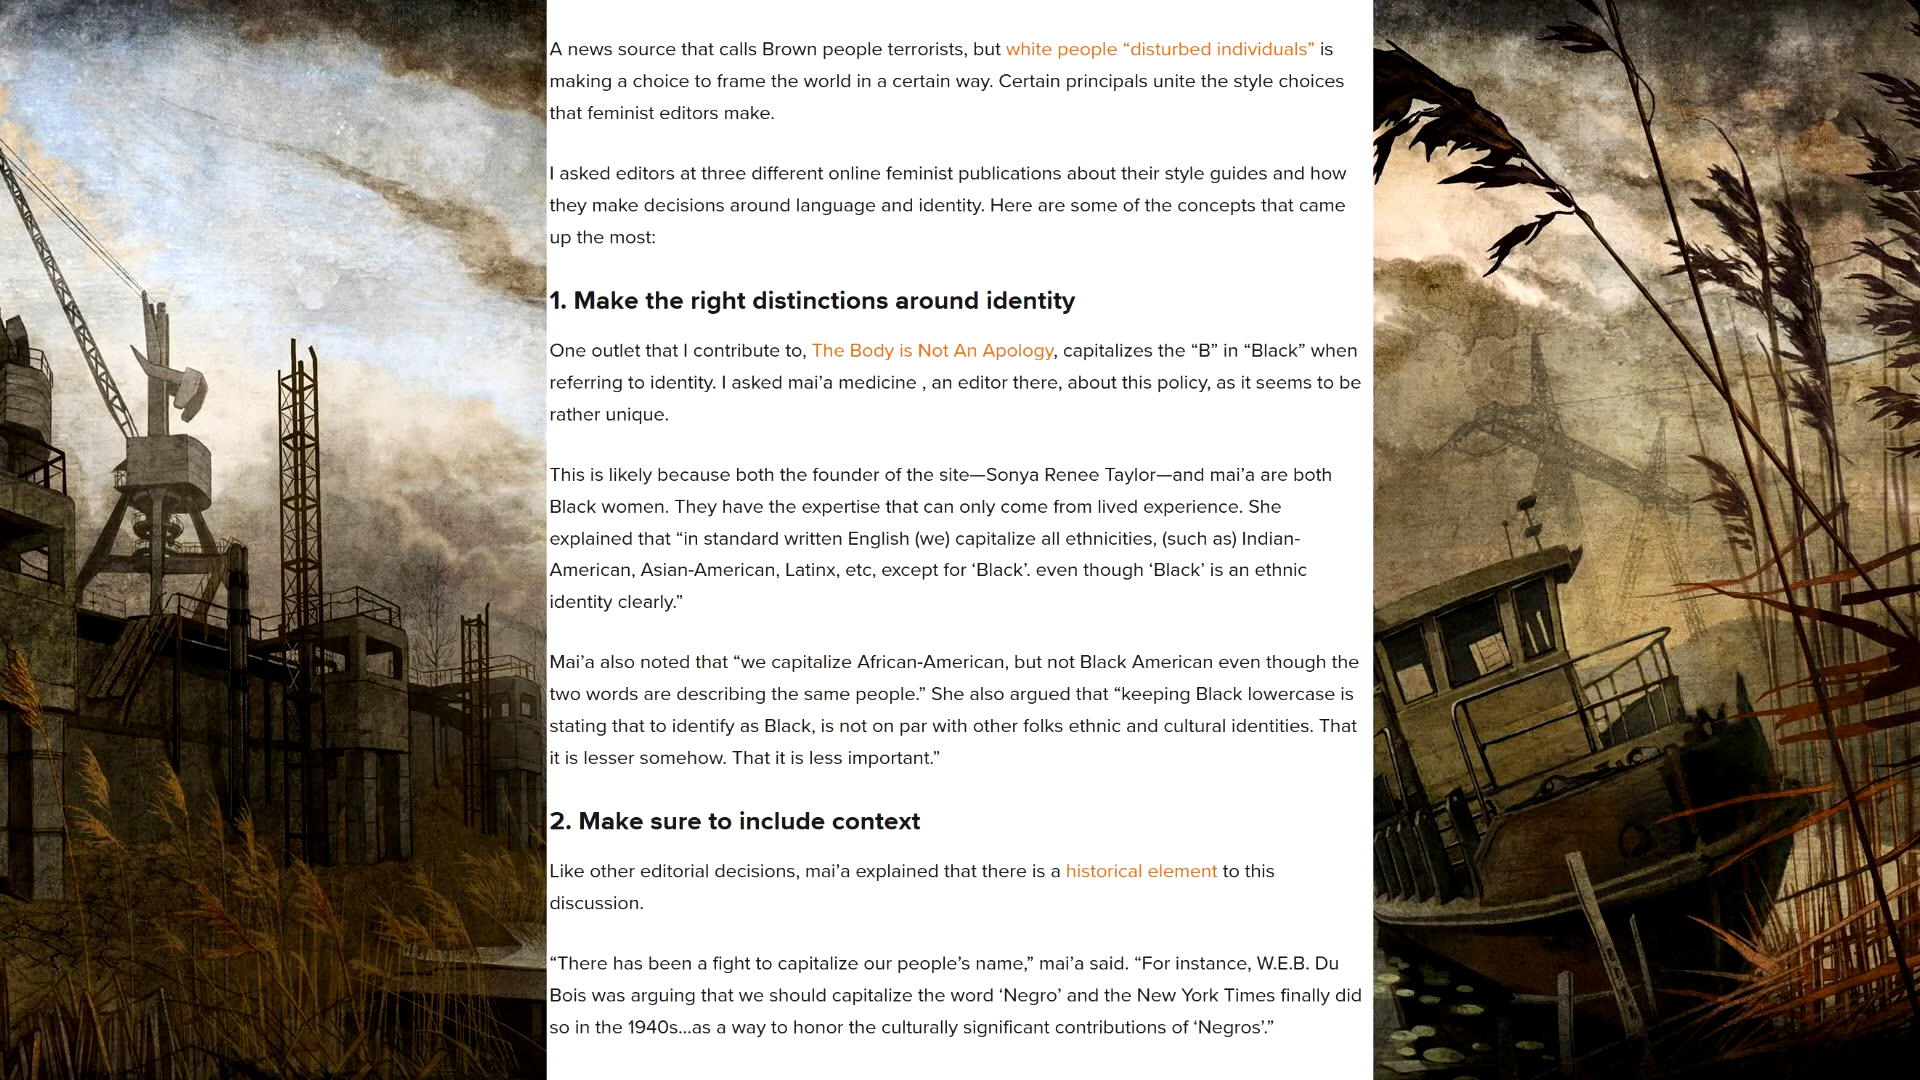 A news source that calls Brown people terrorists, but white people “disturbed individuals” is
making a choice to frame the world in a certain way. Certain principals unite the style choices
that feminist editors make.
I asked editors at three different online feminist publications about their style guides and how
they make decisions around language and identity. Here are some of the concepts that came
up the most:
1. Make the right distinctions around identity
One outlet that I contribute to, The Body is Not An Apology, capitalizes the “B” in “Black” when
referring to identity. I asked mai’a medicine , an editor there, about this policy, as it seems to be
rather unique.
This is likely because both the founder of the site—Sonya Renee Taylor—and mai’a are both
Black women. They have the expertise that can only come from lived experience. She
explained that “in standard written English (we) capitalize all ethnicities, (such as) Indian-
American, Asian-American, Latinx, etc, except for ‘Black’. even though ‘Black’ is an ethnic
identity clearly.”
Mai’a also noted that “we capitalize African-American, but not Black American even though the
two words are describing the same people.” She also argued that “keeping Black lowercase is
stating that to identify as Black, is not on par with other folks ethnic and cultural identities. That
it is lesser somehow. That it is less important.”
2. Make sure to include context
Like other editorial decisions, mai’a explained that there is a historical element to this
discussion.
“There has been a fight to capitalize our people’s name,” mai’a said. “For instance, W.E.B. Du
Bois was arguing that we should capitalize the word ‘Negro’ and the New York Times finally did
so in the 1940s...as a way to honor the culturally significant contributions of ‘Negros’.”